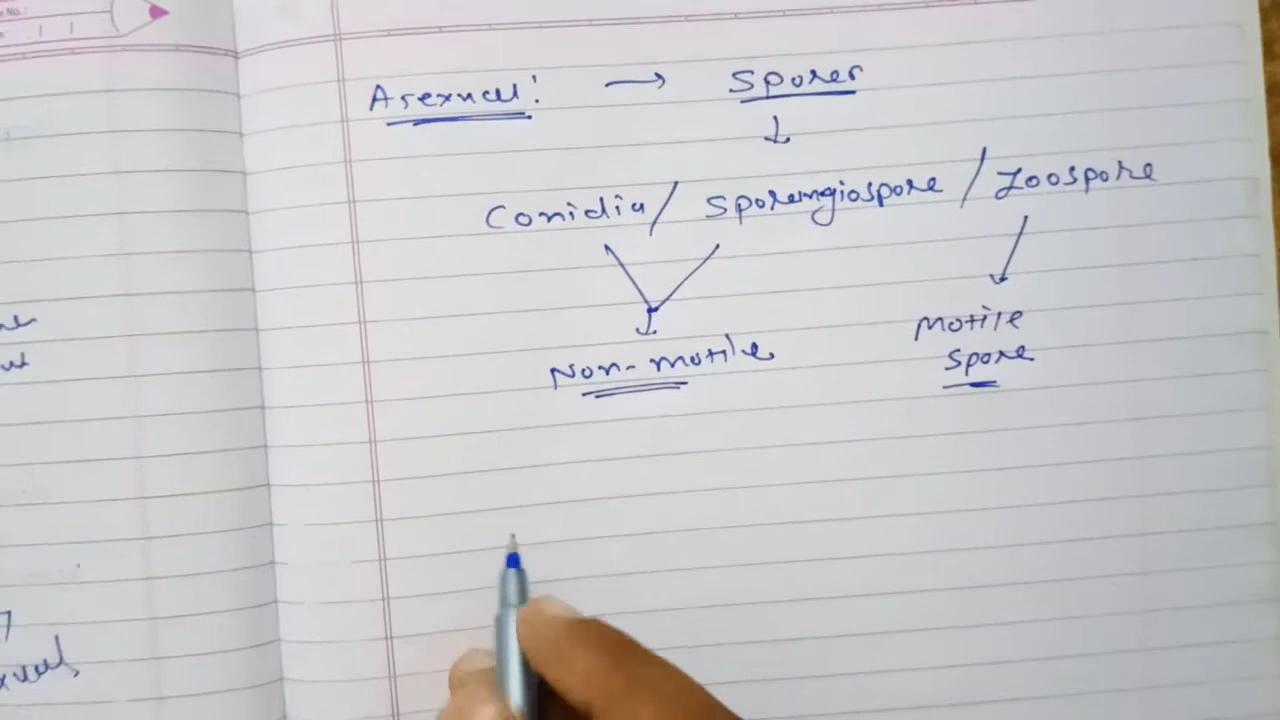 Asexual: → Spores
↓
Conidia / Sporangiospore / Zoospore
Non-motile
Motile
Spore